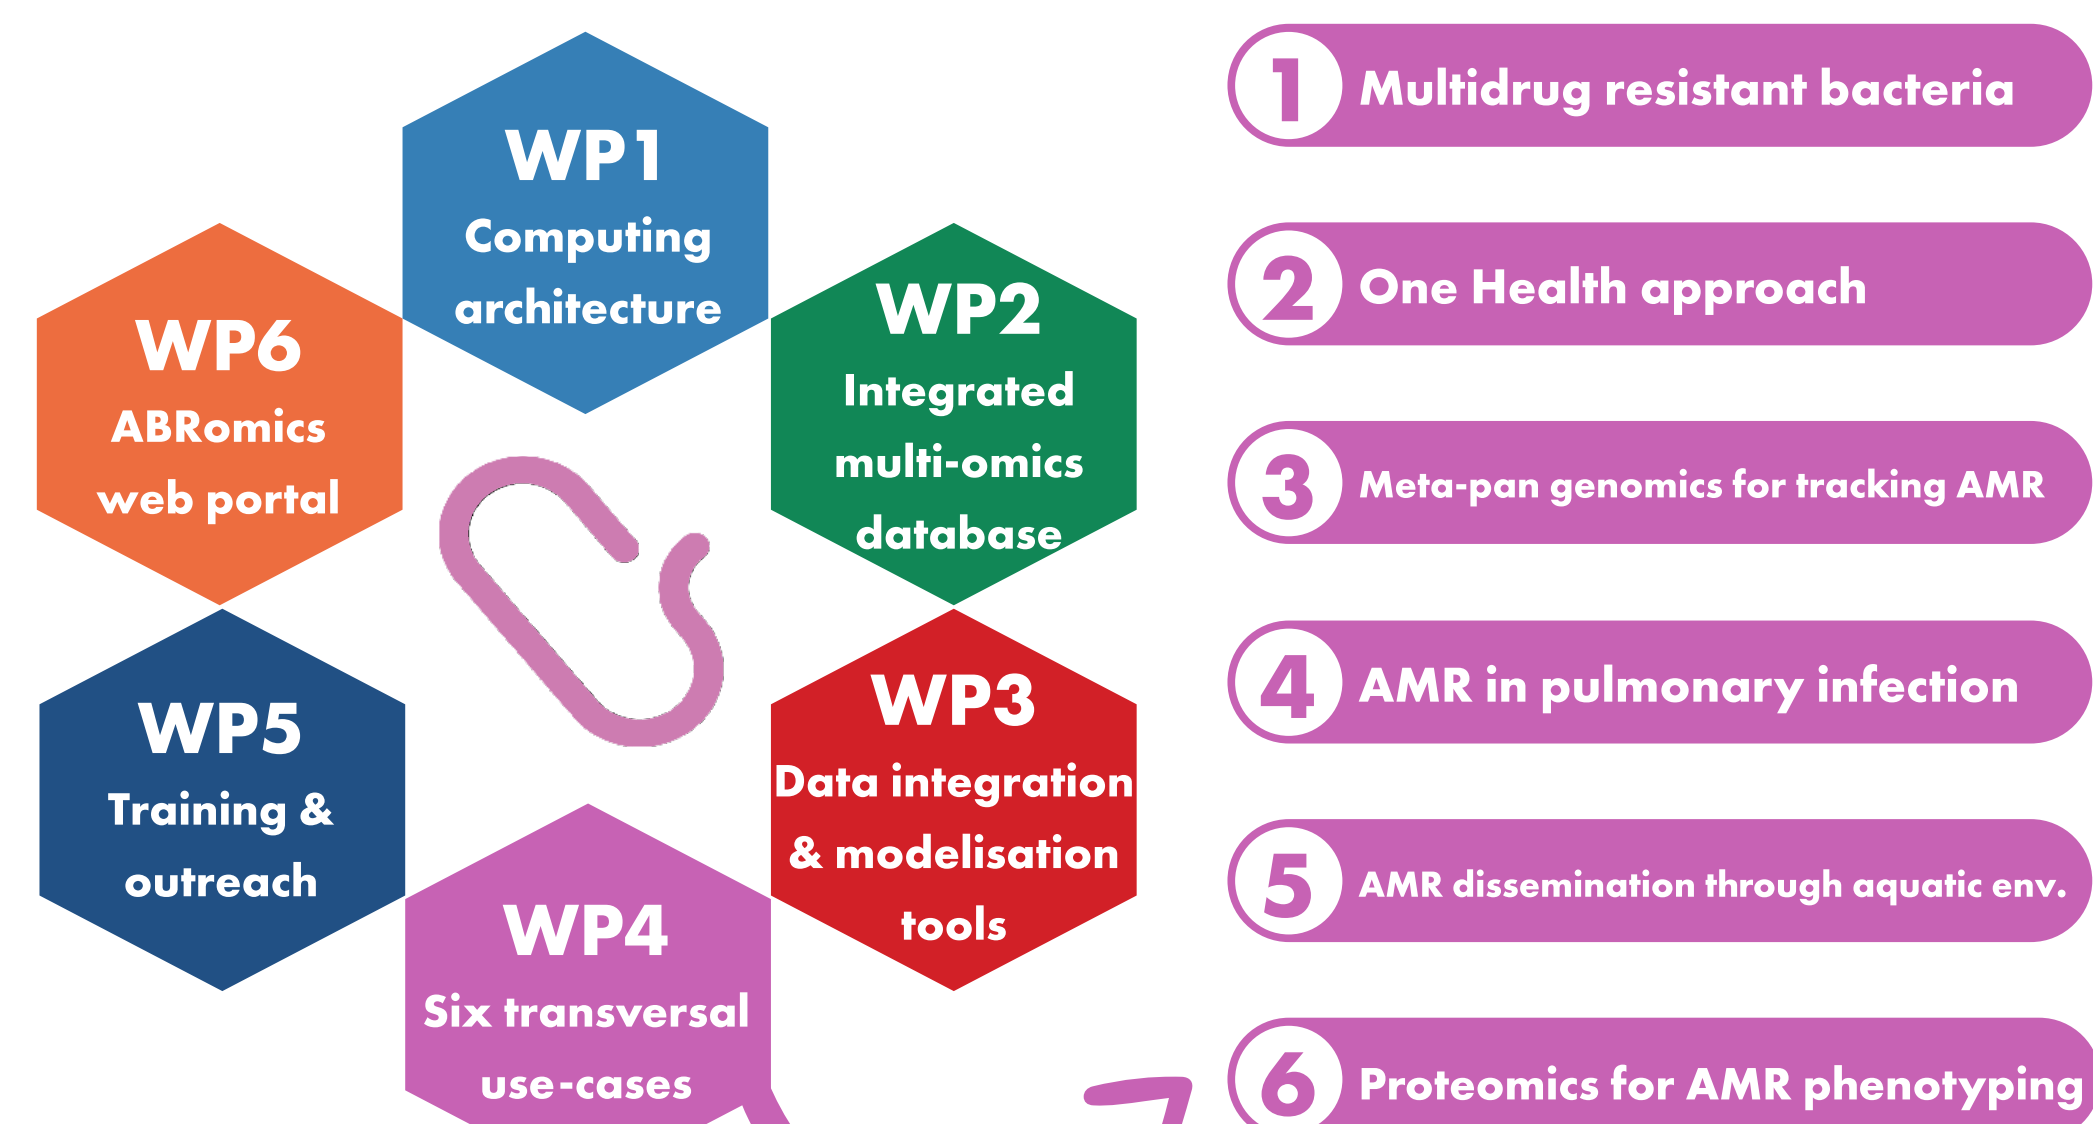 WP1
Computing
architecture
WP2
Integrated
multi-omics
database
WP3
Data integration
& modelisation
tools
WP4
Six transversal
use-cases
WP5
Training &
outreach
WP6
ABRomics
web portal
1 Multidrug resistant bacteria
2 One Health approach
3 Meta-pan genomics for tracking AMR
4 AMR in pulmonary infection
5 AMR dissemination through aquatic env.
6 Proteomics for AMR phenotyping